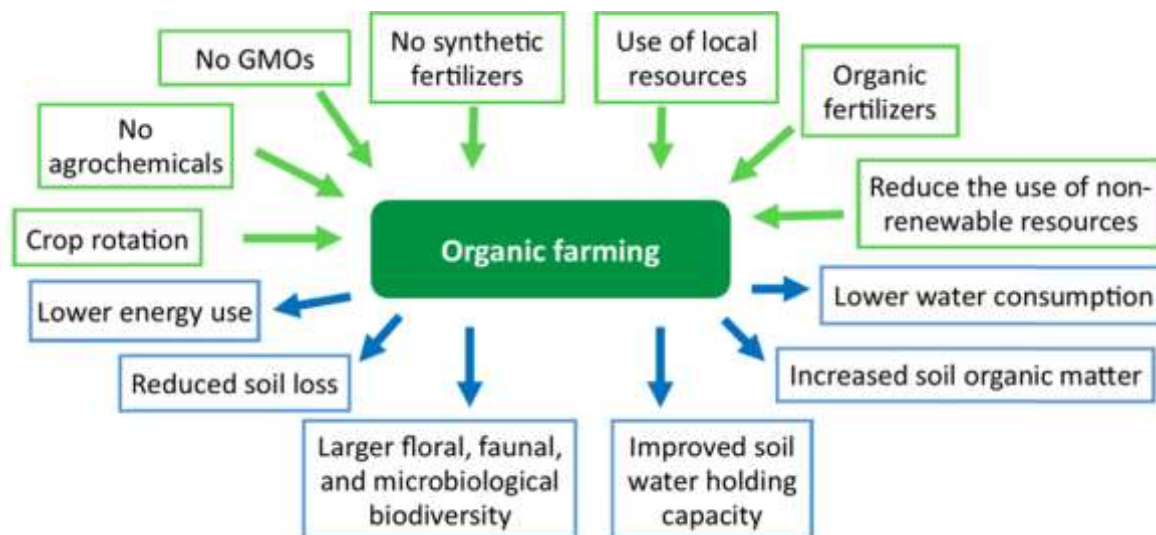 No GMOs
No synthetic
fertilizers
Use of local
resources
Organic
fertilizers
No
agrochemicals
Reduce the use of non-
renewable resources
Crop rotation
Organic farming
Lower energy use
Lower water consumption
Reduced soil loss
Increased soil organic matter
Larger floral, faunal,
and microbiological
biodiversity
Improved soil
water holding
capacity